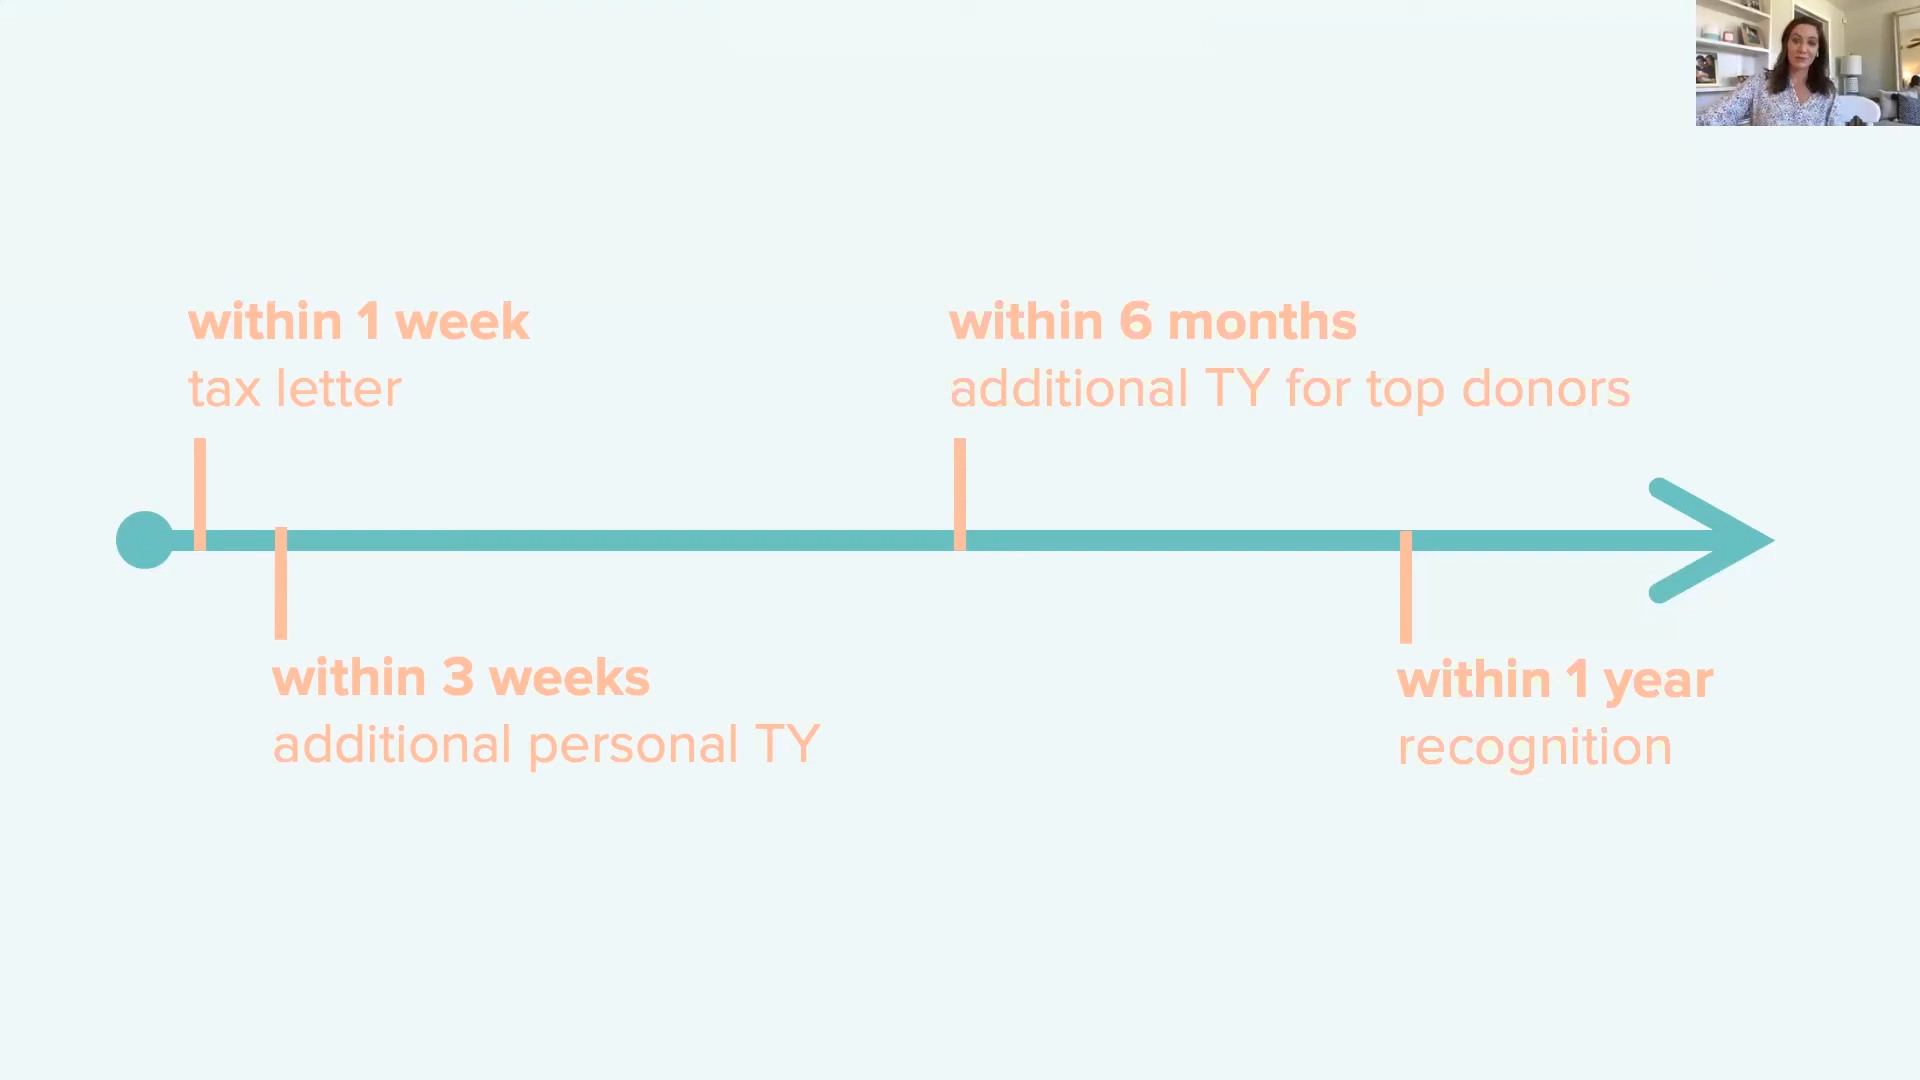 within 1 week
tax letter
within 3 weeks
additional personal TY
within 6 months
additional TY for top donors
within 1 year
recognition